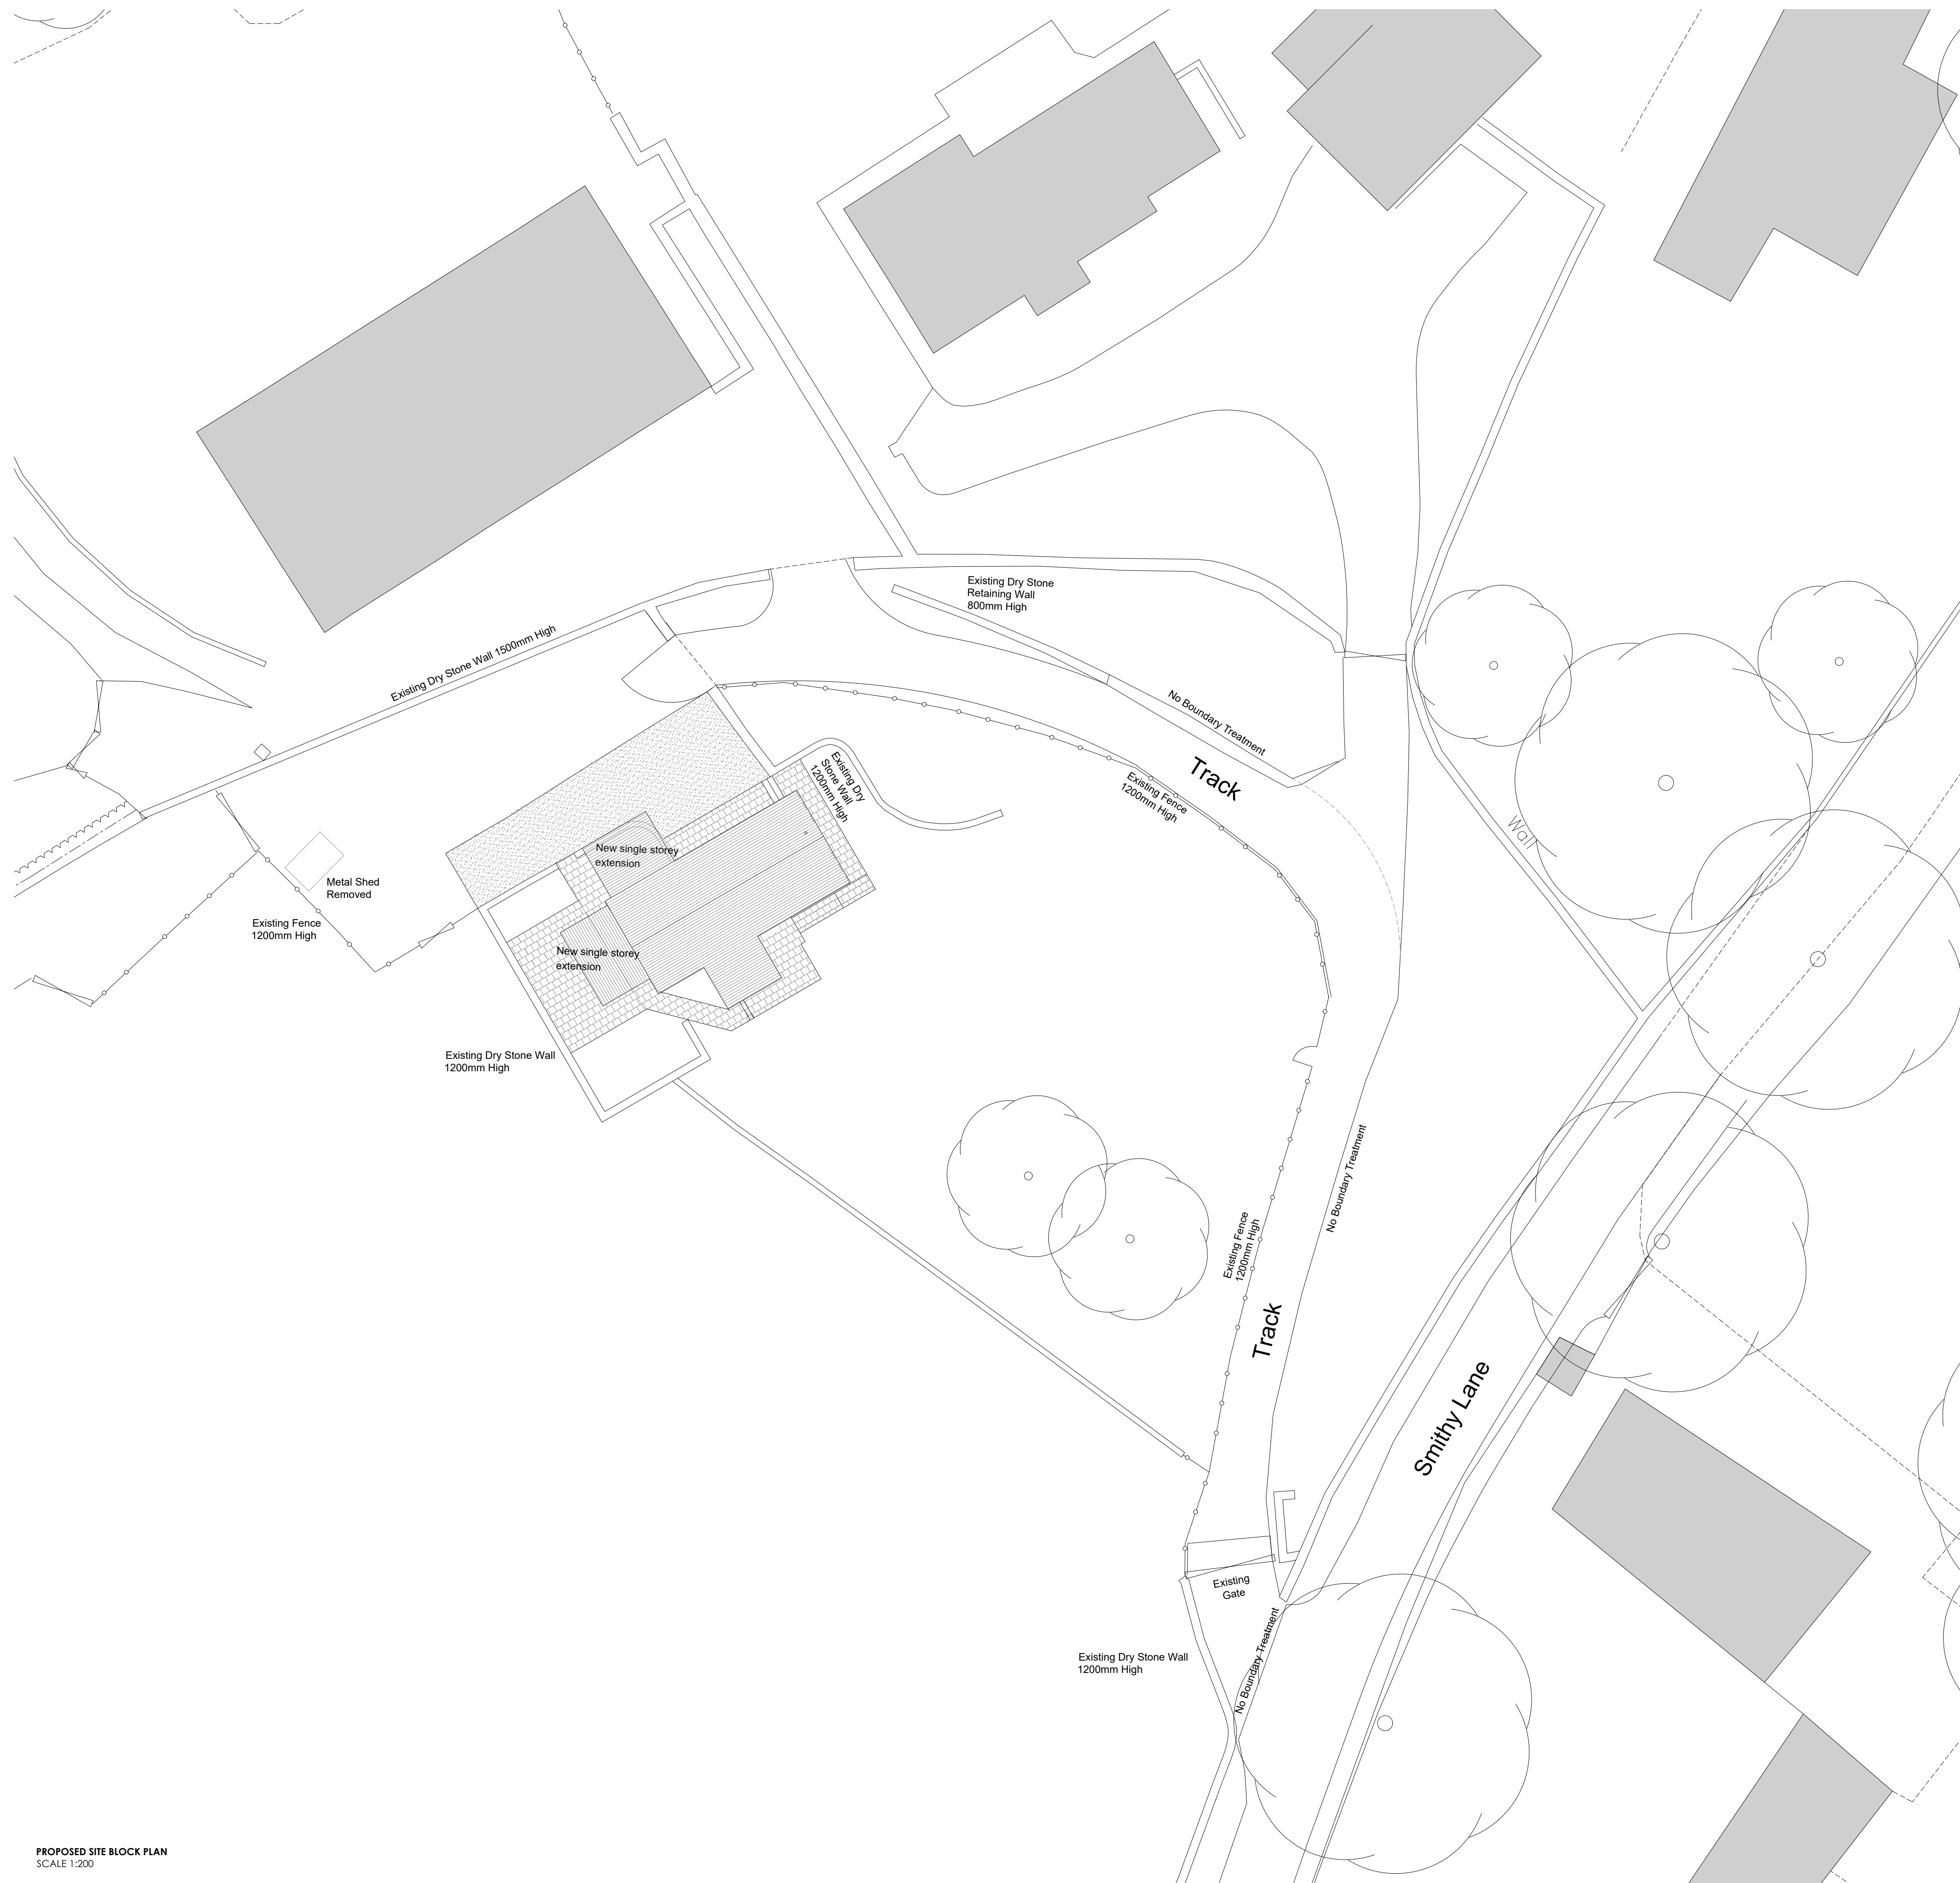 Existing Dry Stone
Retaining Wall
800mm High
Existing Dry Stone Wall 1500mm High
No Boundary Treatment
Track
Existing Dry
Stone Wall
1200mm High
Existing Fence
1200mm High
Wall
New single storey
extension
Metal Shed
Removed
Existing Fence
1200mm High
New single storey
extension
Existing Dry Stone Wall
1200mm High
No Boundary Treatment
Existing Fence
1200mm High
Track
Smithy Lane
Existing
Gate
No Boundary Treatment
Existing Dry Stone Wall
1200mm High
PROPOSED SITE BLOCK PLAN
SCALE 1:200